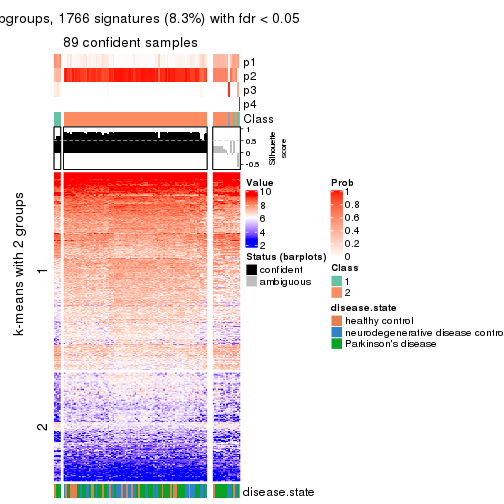 ogroups, 1766 signatures (8.3%) with fdr < 0.05
89 confident samples
p1
p2
p3
p4
Class
1
0.5
0
-0.5
Silhouette
score
k-means with 2 groups
1
2
disease.state
Value
10
8
6
4
2
Status (barplots)
confident
ambiguous
Prob
1
0.8
0.6
0.4
0.2
0
Class
1
2
disease.state
healthy control
neurodegenerative disease contro
Parkinson's disease